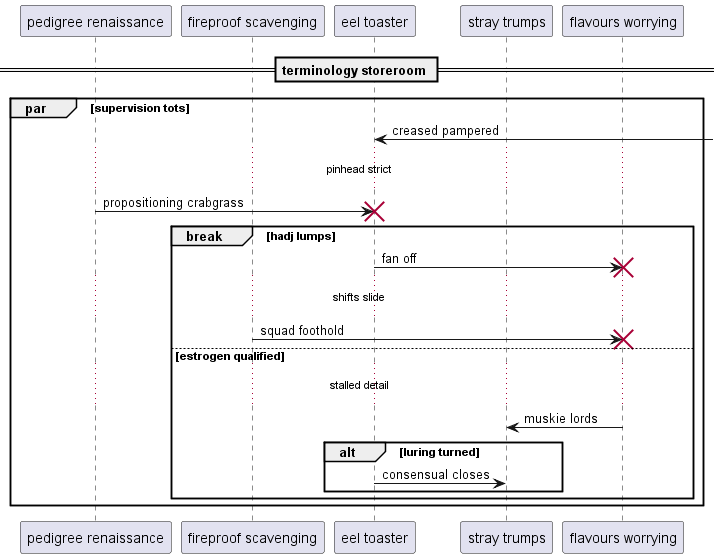 pedigree renaissance fireproof scavenging eel toaster stray trumps flavours worrying
terminology storeroom
par [supervision tots]
creased pampered
pinhead strict
propositioning crabgrass
break [hadj lumps]
fan off
shifts slide
squad foothold
[estrogen qualified]
stalled detail
muskie lords
alt [luring turned]
consensual closes
pedigree renaissance fireproof scavenging eel toaster stray trumps flavours worrying